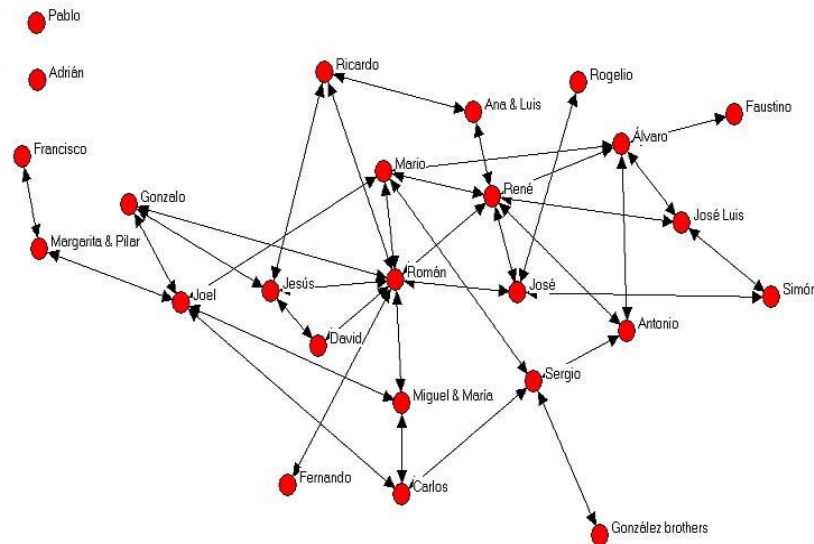 Pablo
Ricardo
Adrián
Rogelio
Ana & Luis
Faustino
Álvaro
Francisco
Mario
René
Gonzalo
José Luis
Margarita & Pilar
Román
Jesús
José
Simón
Joel
Antonio
David
Sergio
Miguel & María
Fernando
Carlos
González brothers